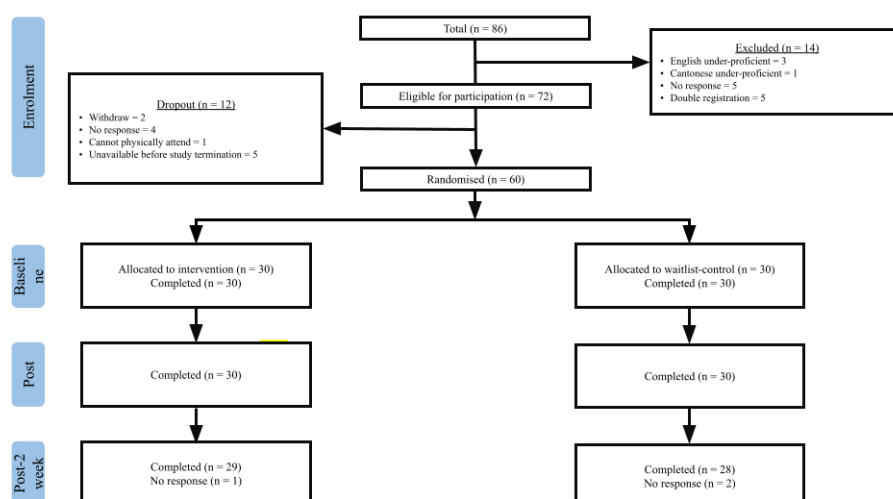 Enrolment
Total (n = 86)
Excluded (n = 14)
• English under-proficient = 3
• Cantonese under-proficient = 1
• No response = 5
• Double registration = 5
Eligible for participation (n = 72)
Dropout (n = 12)
• Withdraw = 2
• No response = 4
• Cannot physically attend = 1
• Unavailable before study termination = 5
Randomised (n = 60)
Baseli
ne
Allocated to intervention (n = 30)
Completed (n = 30)
Allocated to waitlist-control (n = 30)
Completed (n = 30)
Post
Completed (n = 30)
Completed (n = 30)
Post-2
week
Completed (n = 29)
No response (n = 1)
Completed (n = 28)
No response (n = 2)